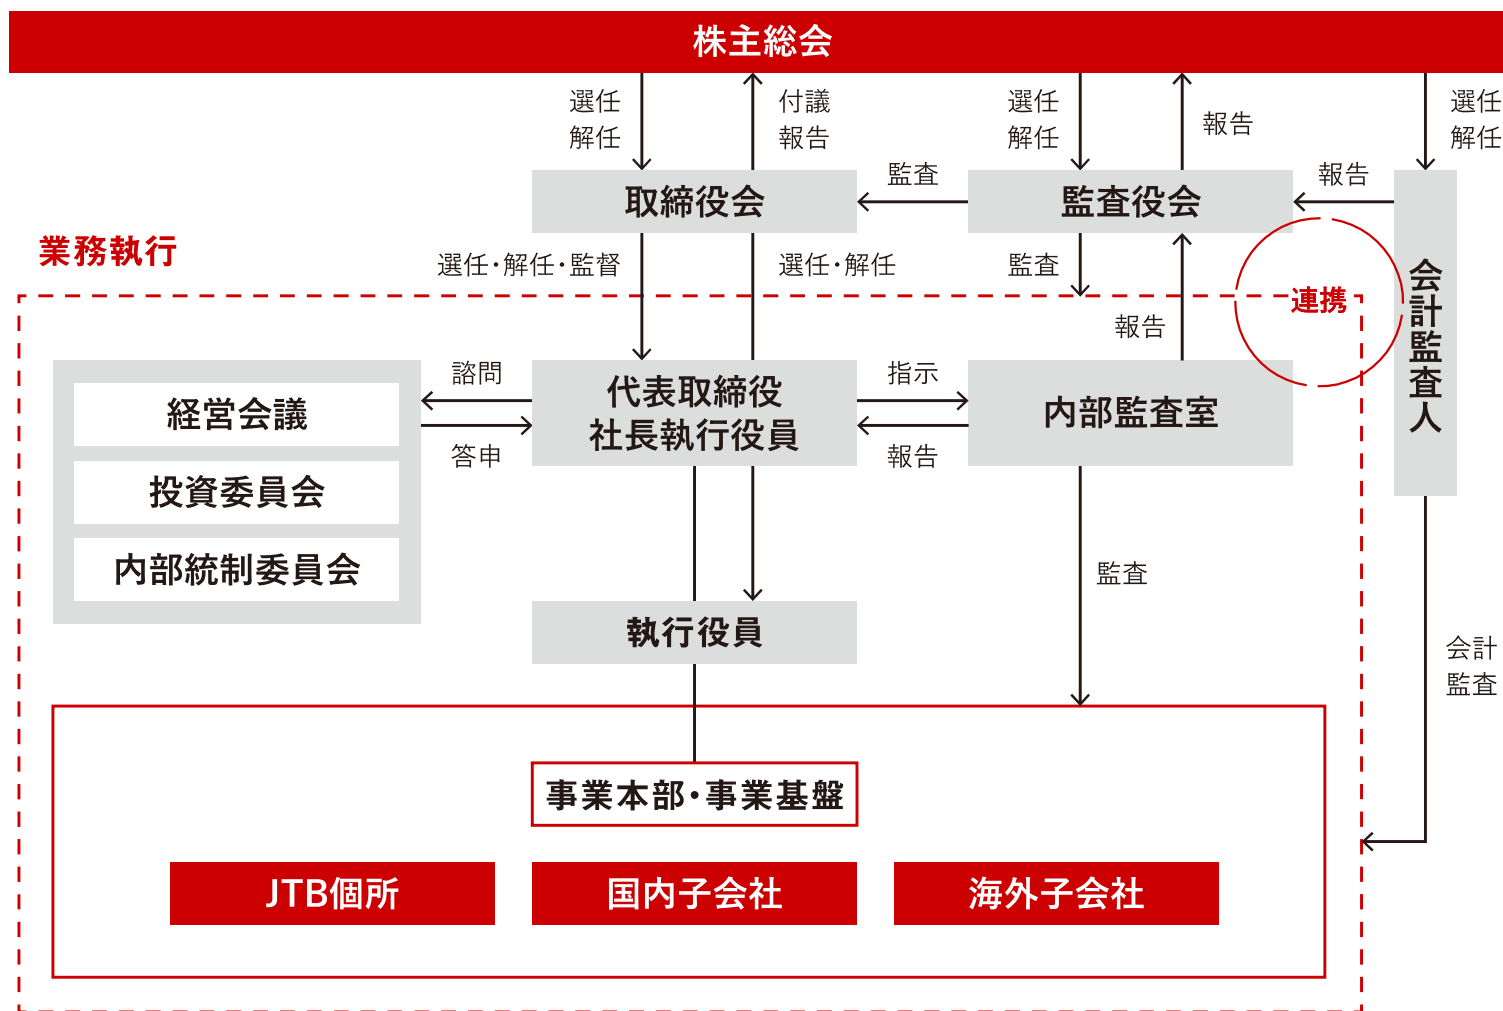 株主総会
選任
解任
付議
報告
選任
解任
報告
選任
解任
取締役会
監査
監査役会
報告
会計監査人
業務執行
選任・解任・監督
選任・解任
監査
報告
連携
経営会議
投資委員会
内部統制委員会
諮問
答申
代表取締役
社長執行役員
指示
報告
内部監査室
監査
執行役員
会計
監査
事業本部・事業基盤
JTB個所
国内子会社
海外子会社